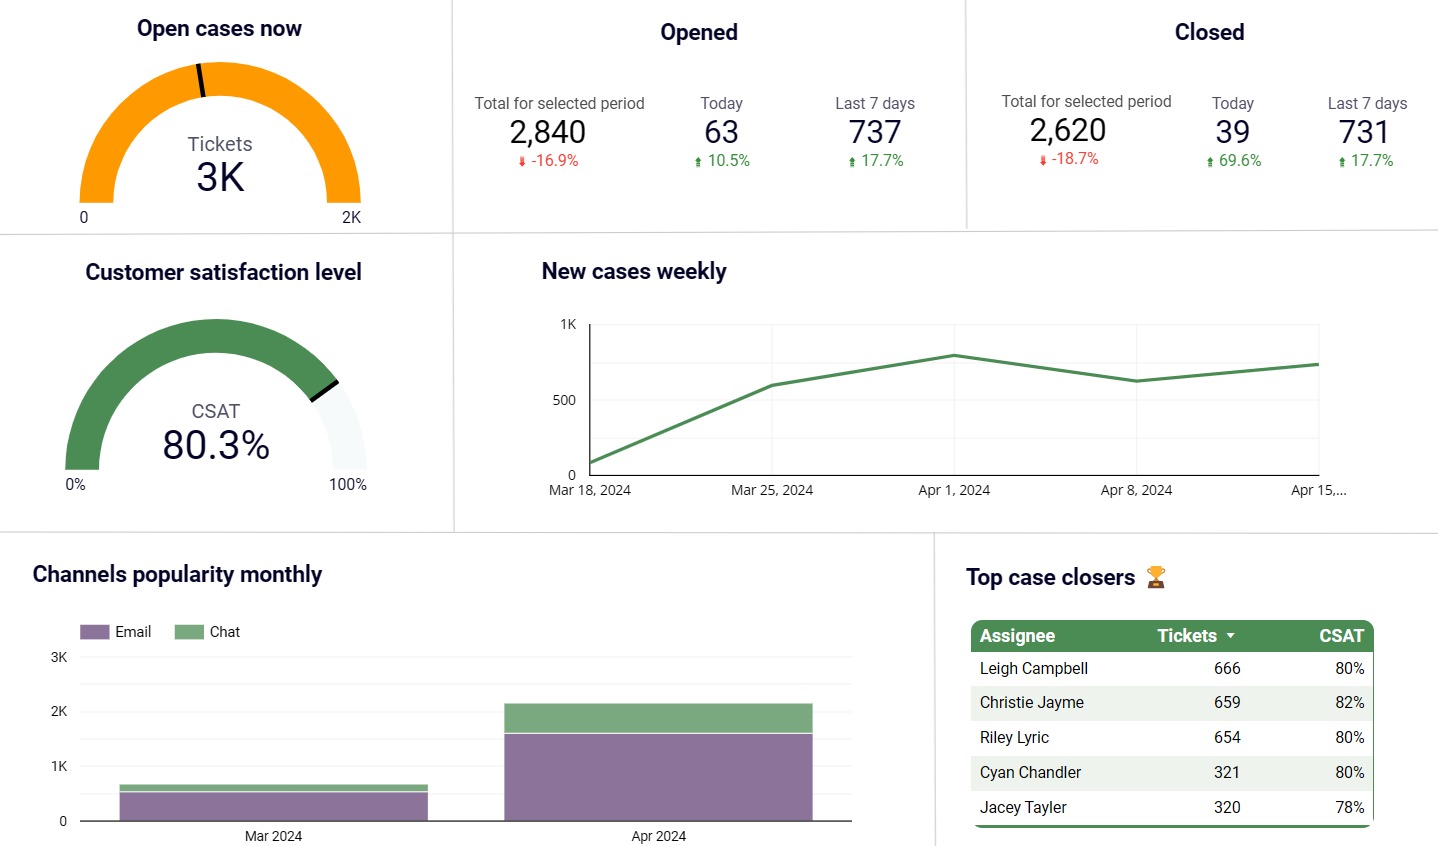 Open cases now
Tickets
3K
0
2K
Opened
Total for selected period
2,840
-16.9%
Today
63
10.5%
Last 7 days
737
17.7%
Closed
Total for selected period
2,620
-18.7%
Today
39
69.6%
Last 7 days
731
17.7%
Customer satisfaction level
CSAT
80.3%
0%
100%
New cases weekly
1K
500
0
Mar 18, 2024
Mar 25, 2024
Apr 1, 2024
Apr 8, 2024
Apr 15,...
Channels popularity monthly
Email
Chat
3K
2K
1K
0
Mar 2024
Apr 2024
Top case closers
Assignee Tickets CSAT
Leigh Campbell 666 80%
Christie Jayme 659 82%
Riley Lyric 654 80%
Cyan Chandler 321 80%
Jacey Tayler 320 78%